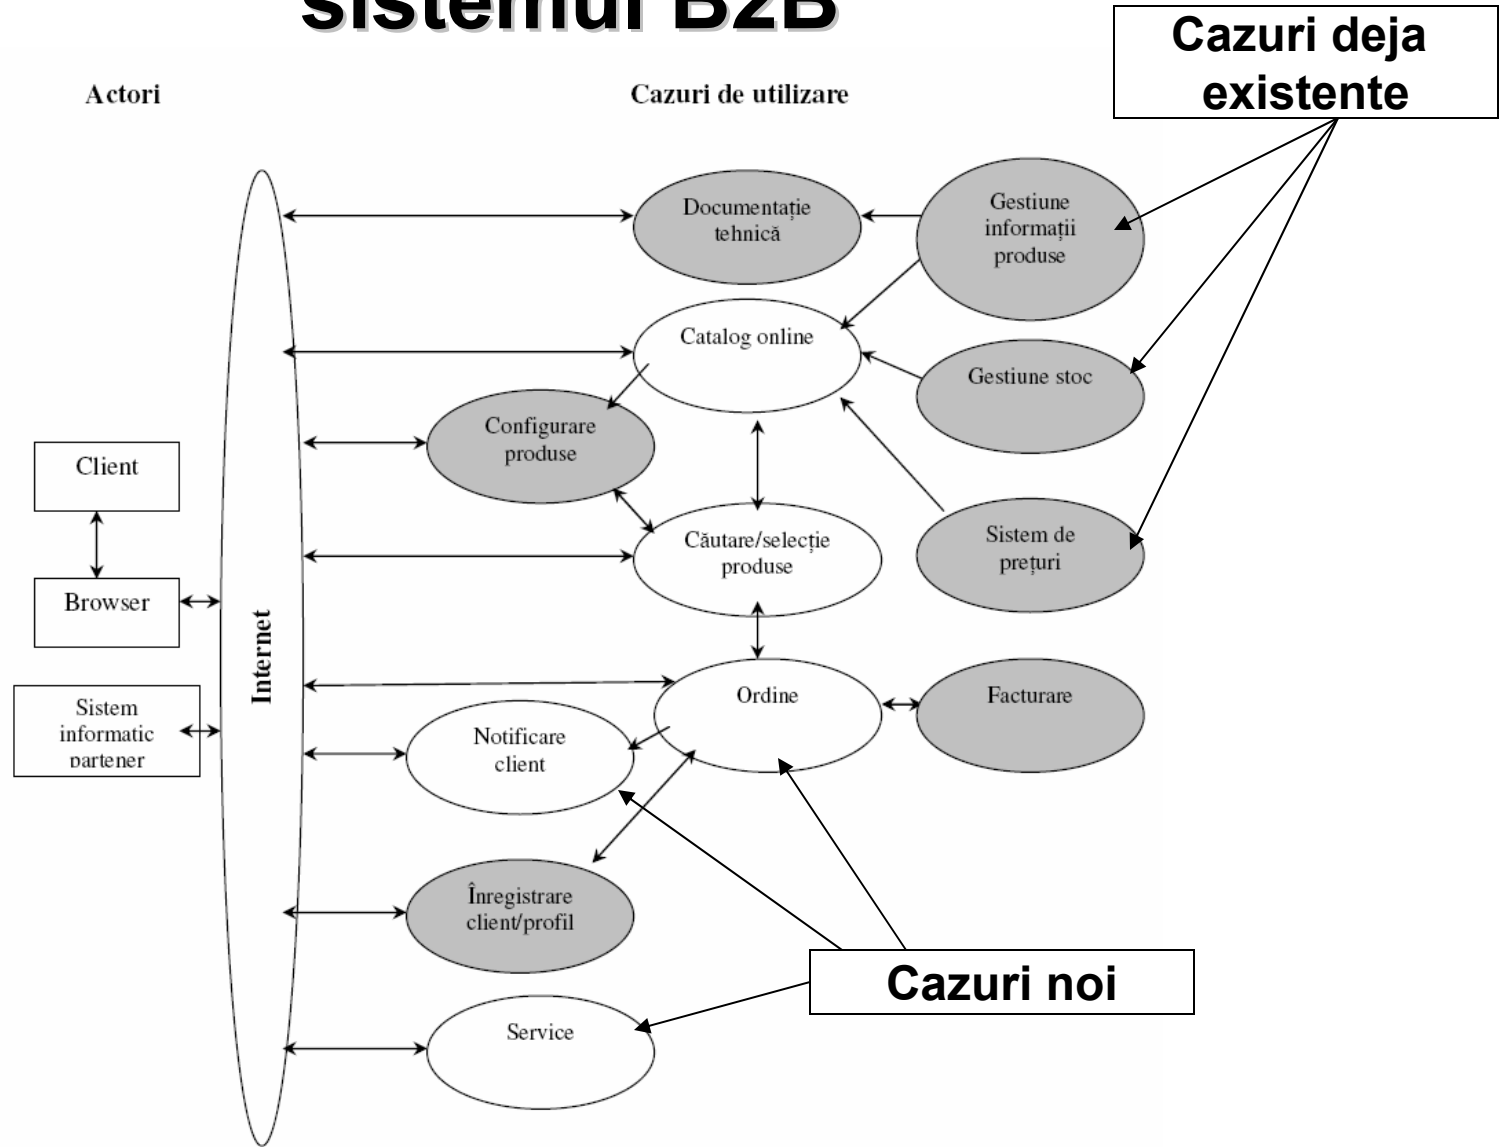 sistemul B2B
Cazuri deja
existente
Actori
Cazuri de utilizare
Documentație
tehnică
Gestiune
informații
produse
Catalog online
Gestiune stoc
Configurare
produse
Client
Căutare/selecție
produse
Sistem de
prețuri
Browser
Internet
Ordine
Facturare
Sistem
informatic
partener
Notificare
client
Înregistrare
client/profil
Cazuri noi
Service